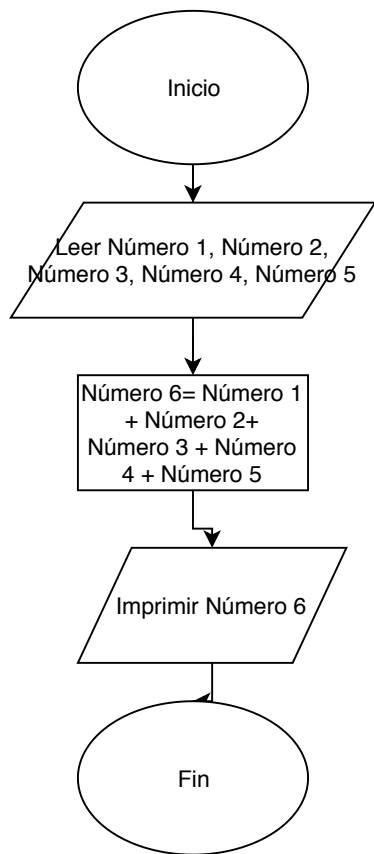 Inicio
Leer Número 1, Número 2,
Número 3, Número 4, Número 5
Número 6= Número 1
+ Número 2+
Número 3 + Número
4 + Número 5
Imprimir Número 6
Fin